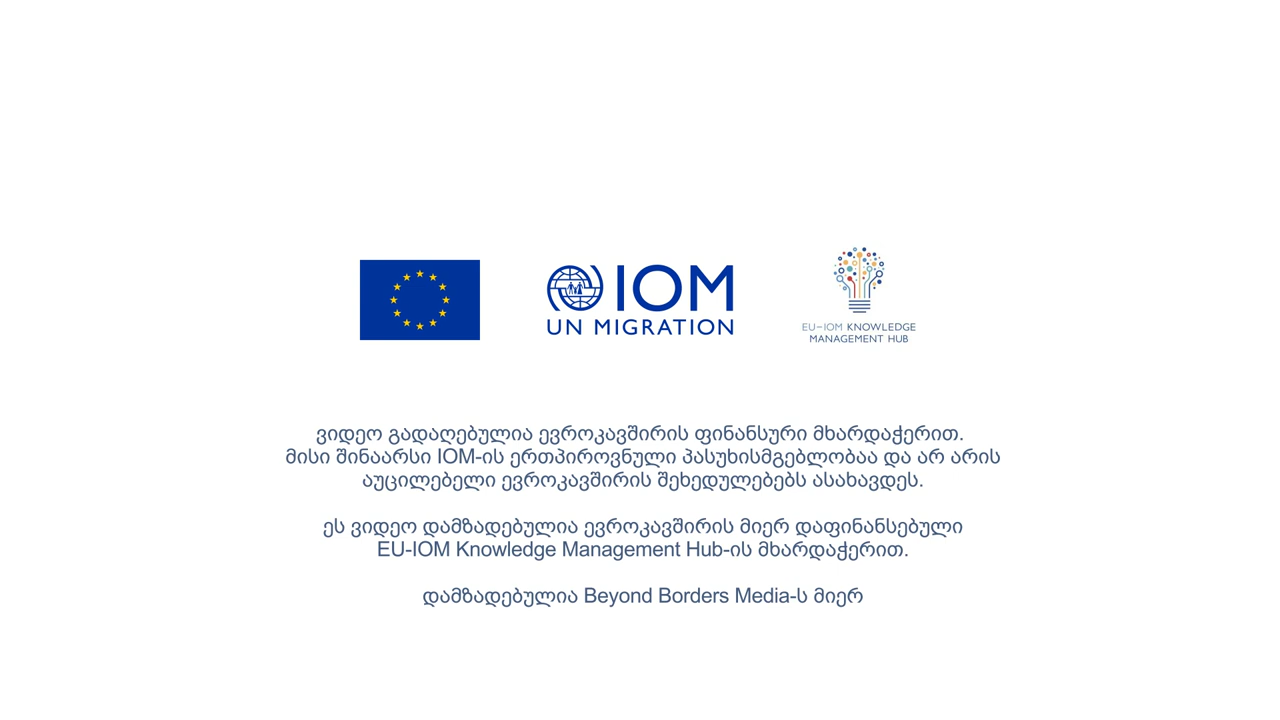 IOM
UN MIGRATION
EU–IOM KNOWLEDGE
MANAGEMENT HUB
ვიდეო გადაღებულია ევროკავშირის ფინანსური მხარდაჭერით.
მისი შინაარსი IOM-ის ერთპიროვნული პასუხისმგებლობაა და არ არის
აუცილებელი ევროკავშირის შეხედულებებს ასახავდეს.
ეს ვიდეო დამზადებულია ევროკავშირის მიერ დაფინანსებული
EU-IOM Knowledge Management Hub-ის მხარდაჭერით.
დამზადებულია Beyond Borders Media-ს მიერ